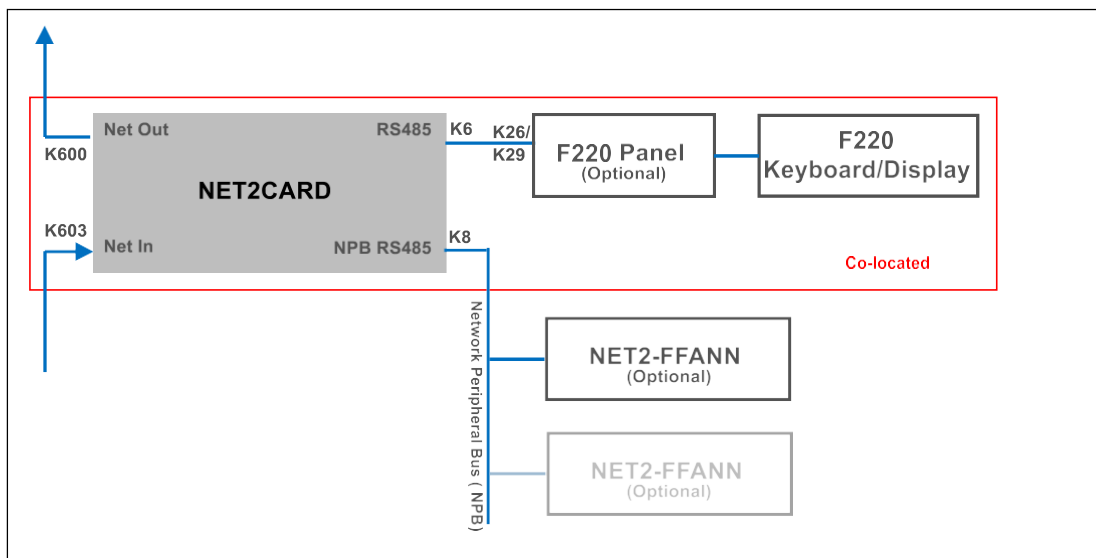 Net Out
RS485
K6
K26/
K29
K600
F220 Panel
(Optional)
F220
Keyboard/Display
NET2CARD
K603
Net In
NPB RS485
K8
Co-located
Network Peripheral Bus ( NPB)
NET2-FFANN
(Optional)
NET2-FFANN
(Optional)